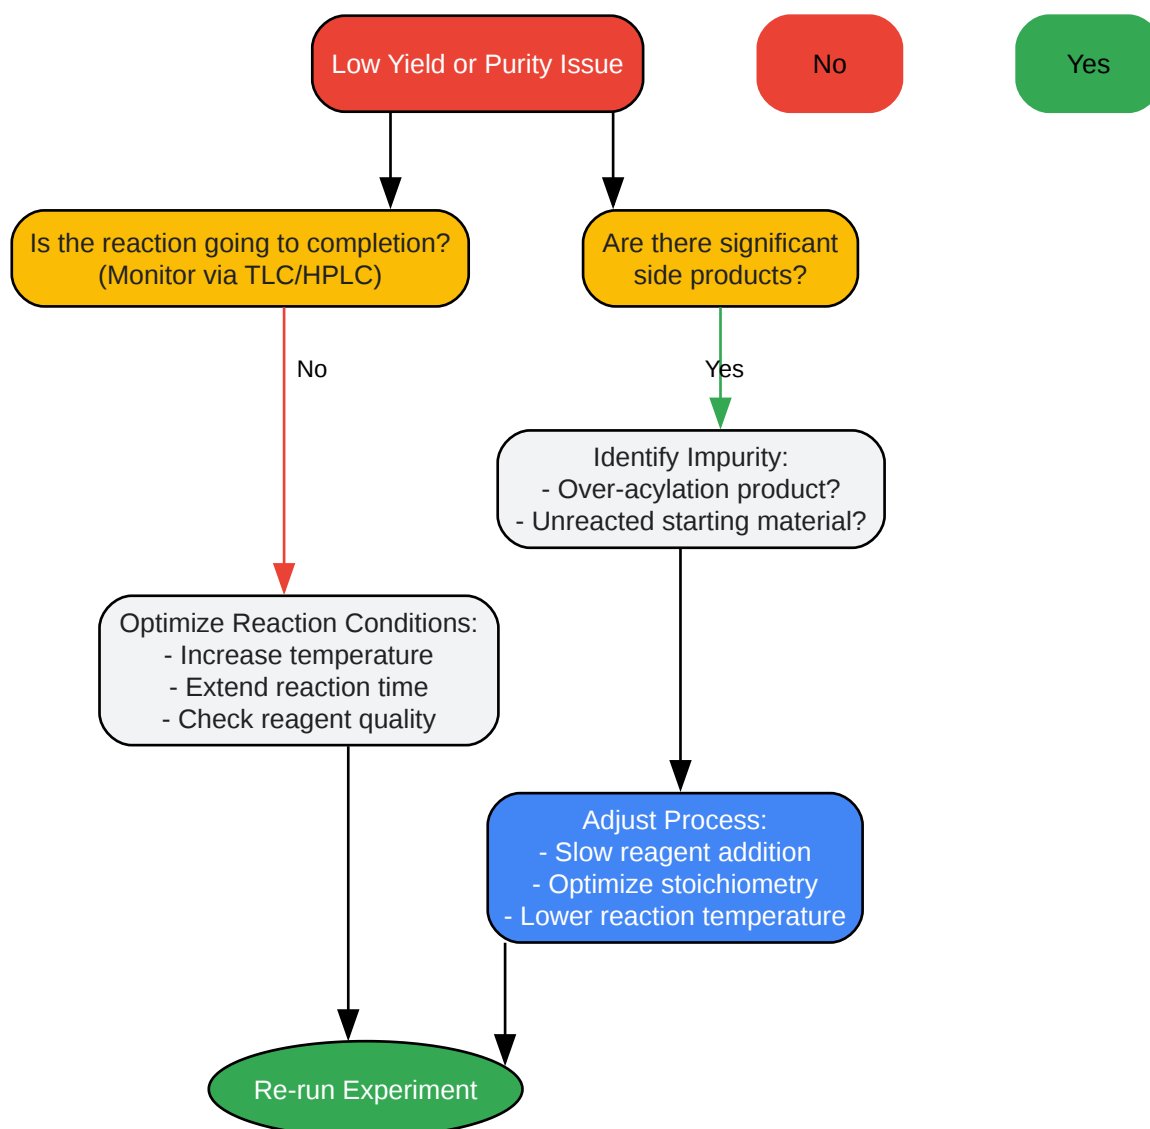 Low Yield or Purity Issue
No
Yes
Is the reaction going to completion?
(Monitor via TLC/HPLC)
Are there significant
side products?
No
Yes
Identify Impurity:
- Over-acylation product?
- Unreacted starting material?
Optimize Reaction Conditions:
- Increase temperature
- Extend reaction time
- Check reagent quality
Adjust Process:
- Slow reagent addition
- Optimize stoichiometry
- Lower reaction temperature
Re-run Experiment